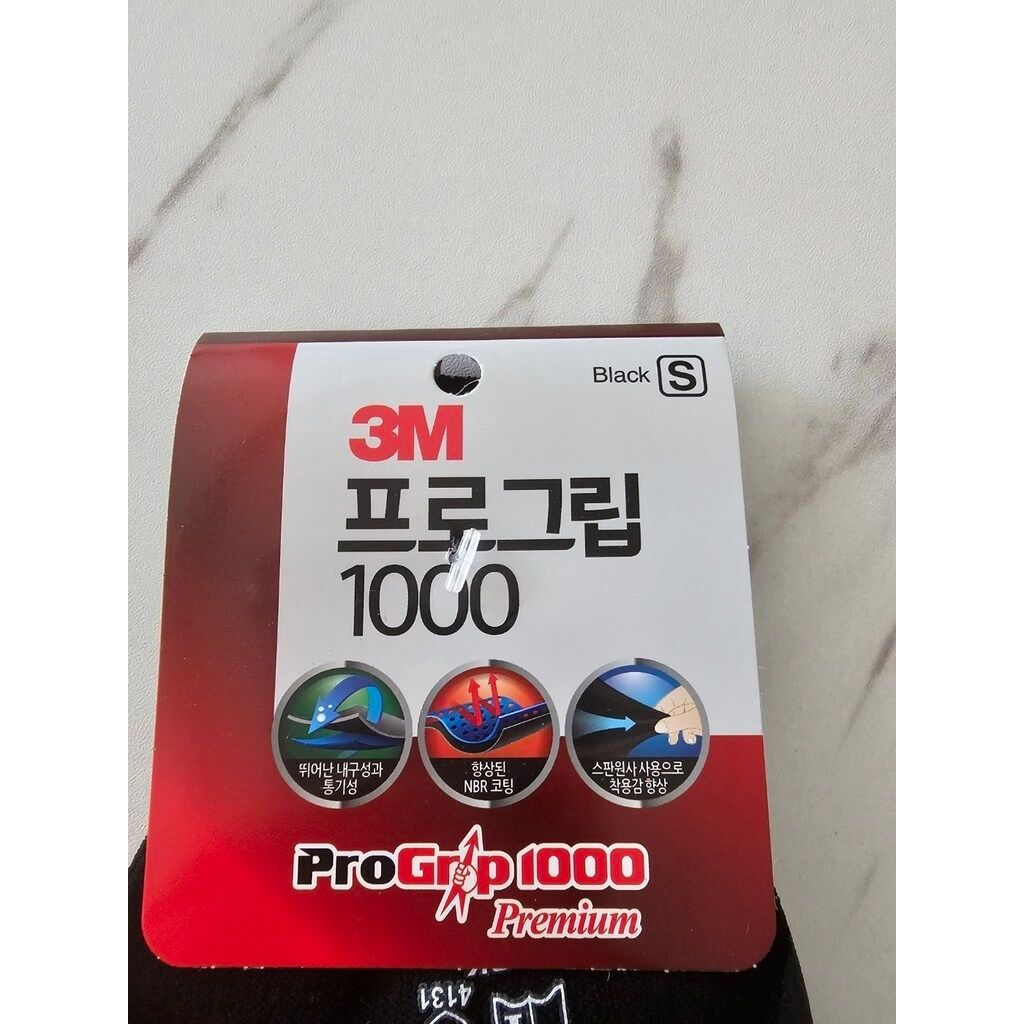 Black S
3M
프로그립
1000
뛰어난 내구성과
통기성
향상된
NBR 코팅
스판원사 사용으로
착용감 향상
ProGrip 1000
Premium
4131